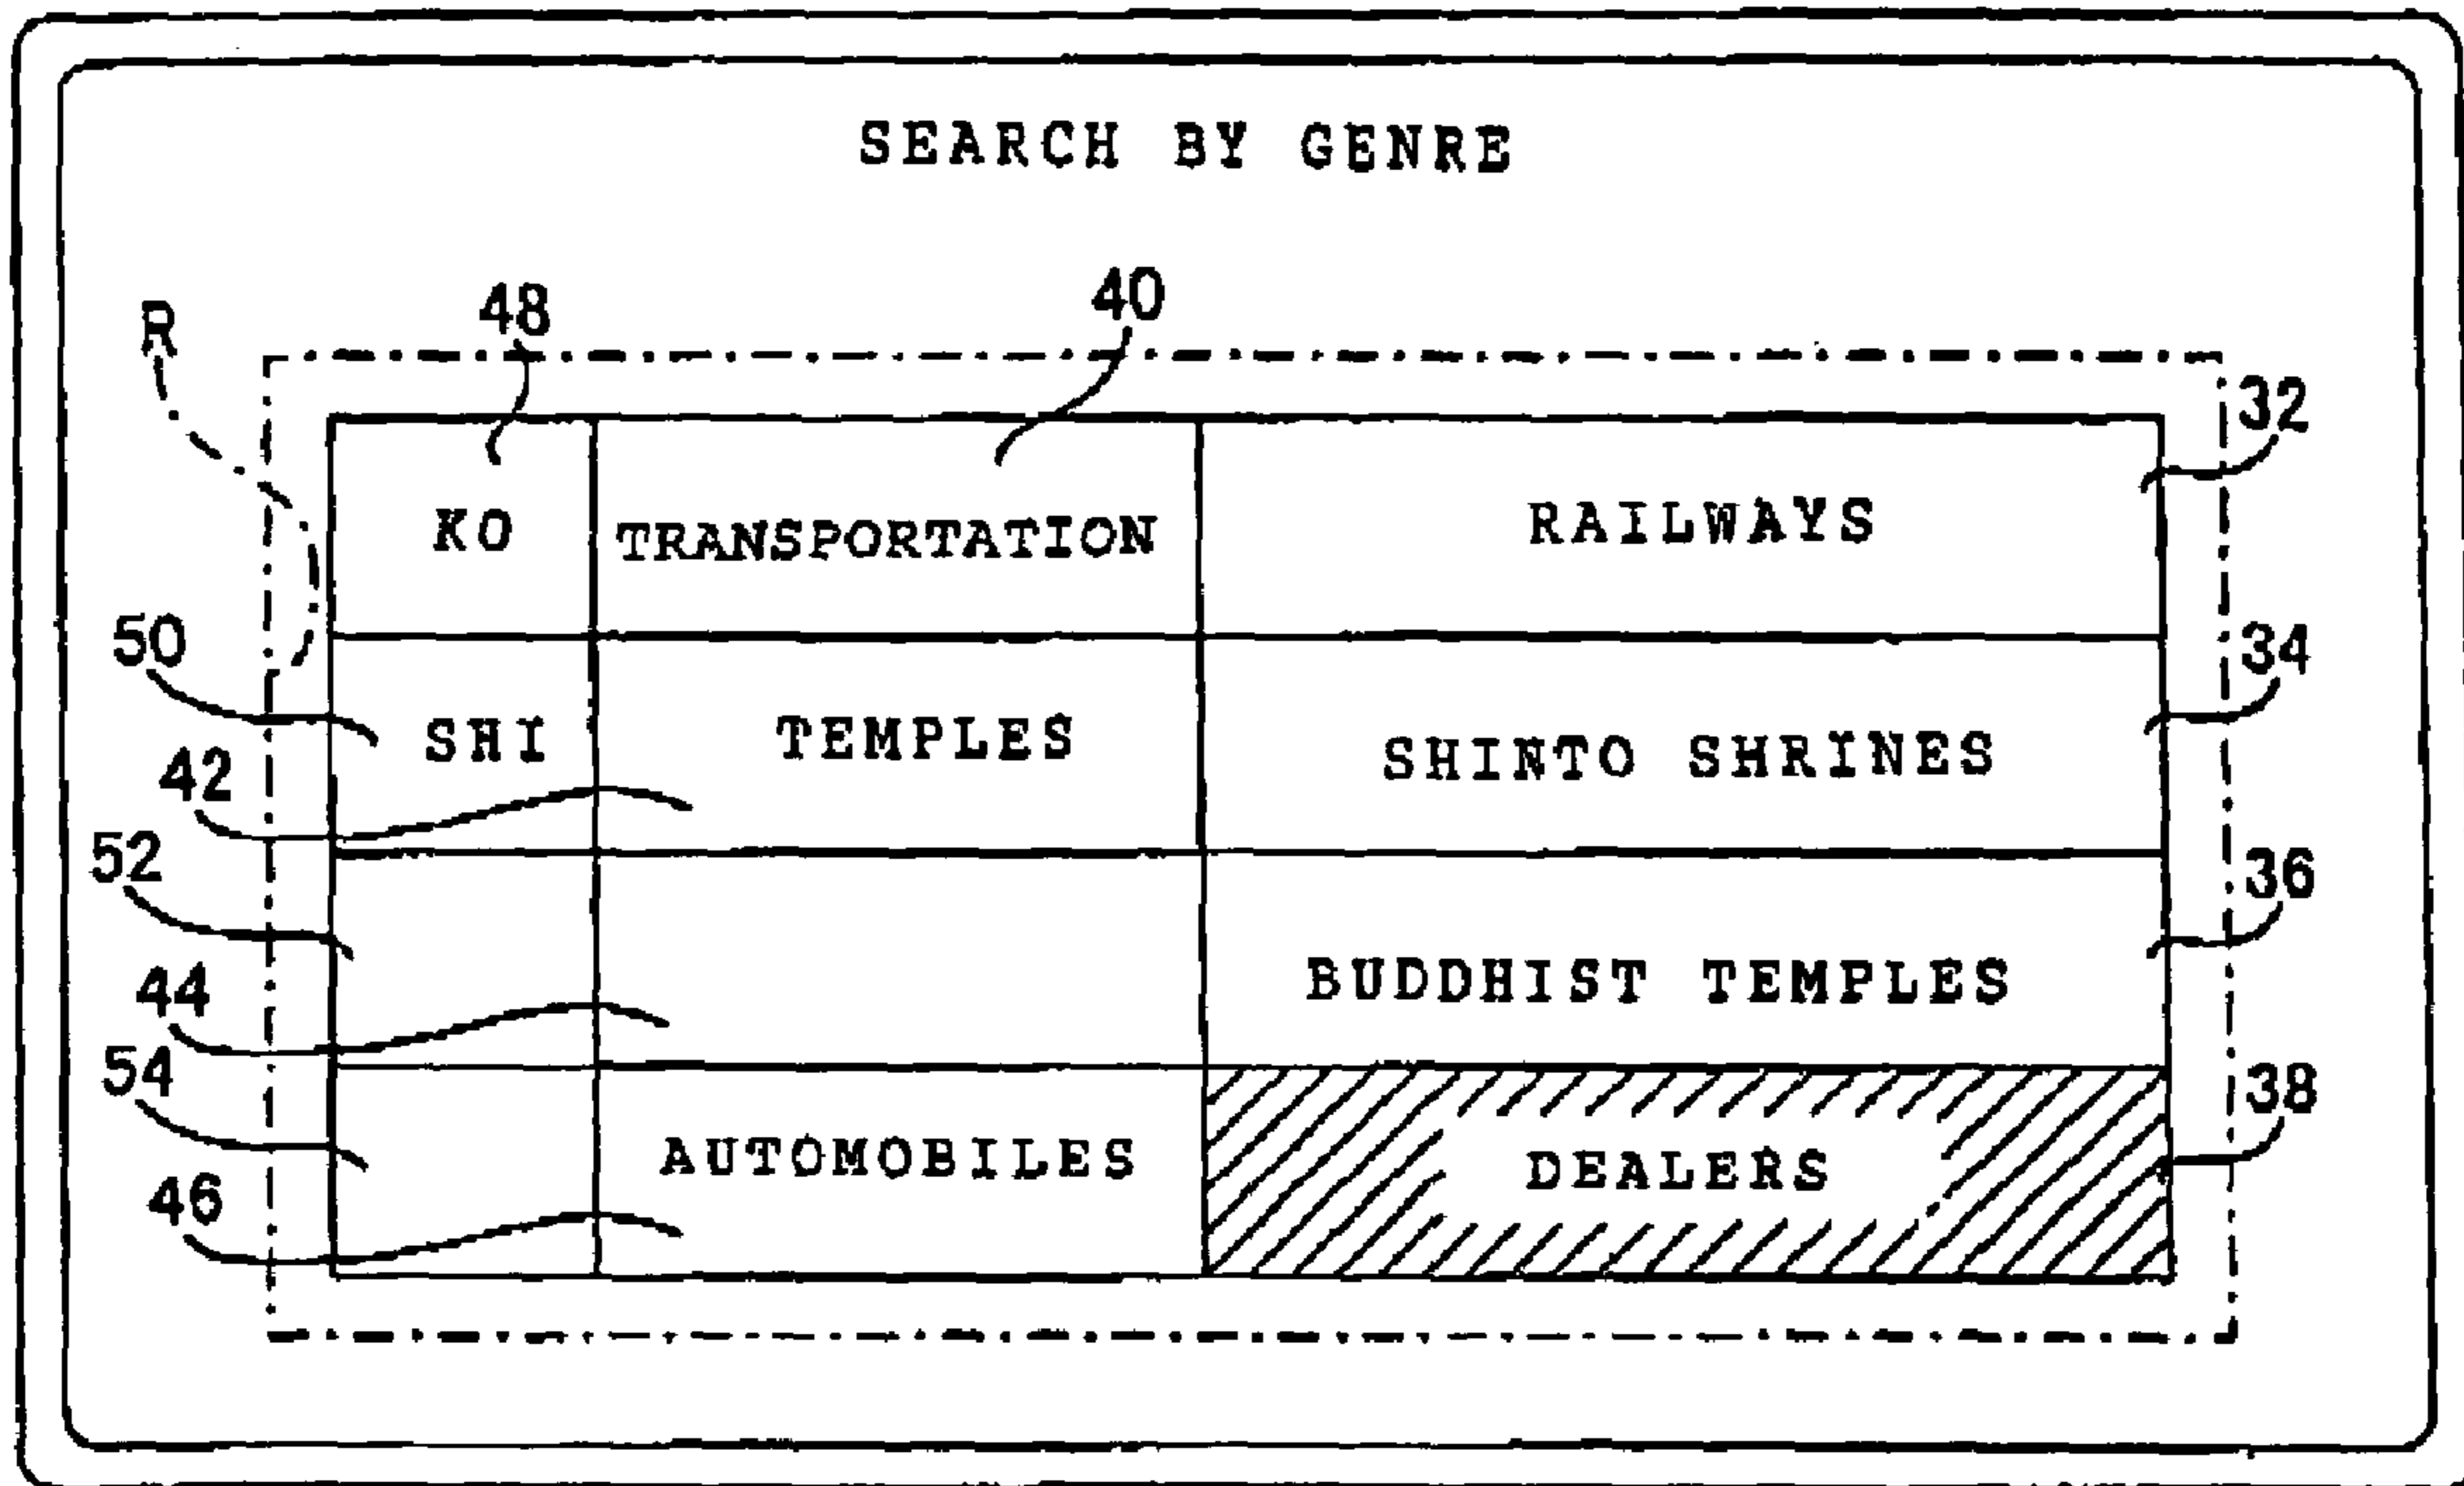 SEARCH BY GENRE
R
48
40
32
KO TRANSPORTATION RAILWAYS
50
34
SHI TEMPLES SHINTO SHRINES
42
52
36
BUDDHIST TEMPLES
44
54
38
AUTOMOBILES DEALERS
46